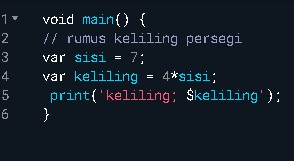 1 void main() {
2 // rumus keliling persegi
3 var sisi = 7;
4 var keliling = 4*sisi;
5  print('keliling; $keliling');
6 }